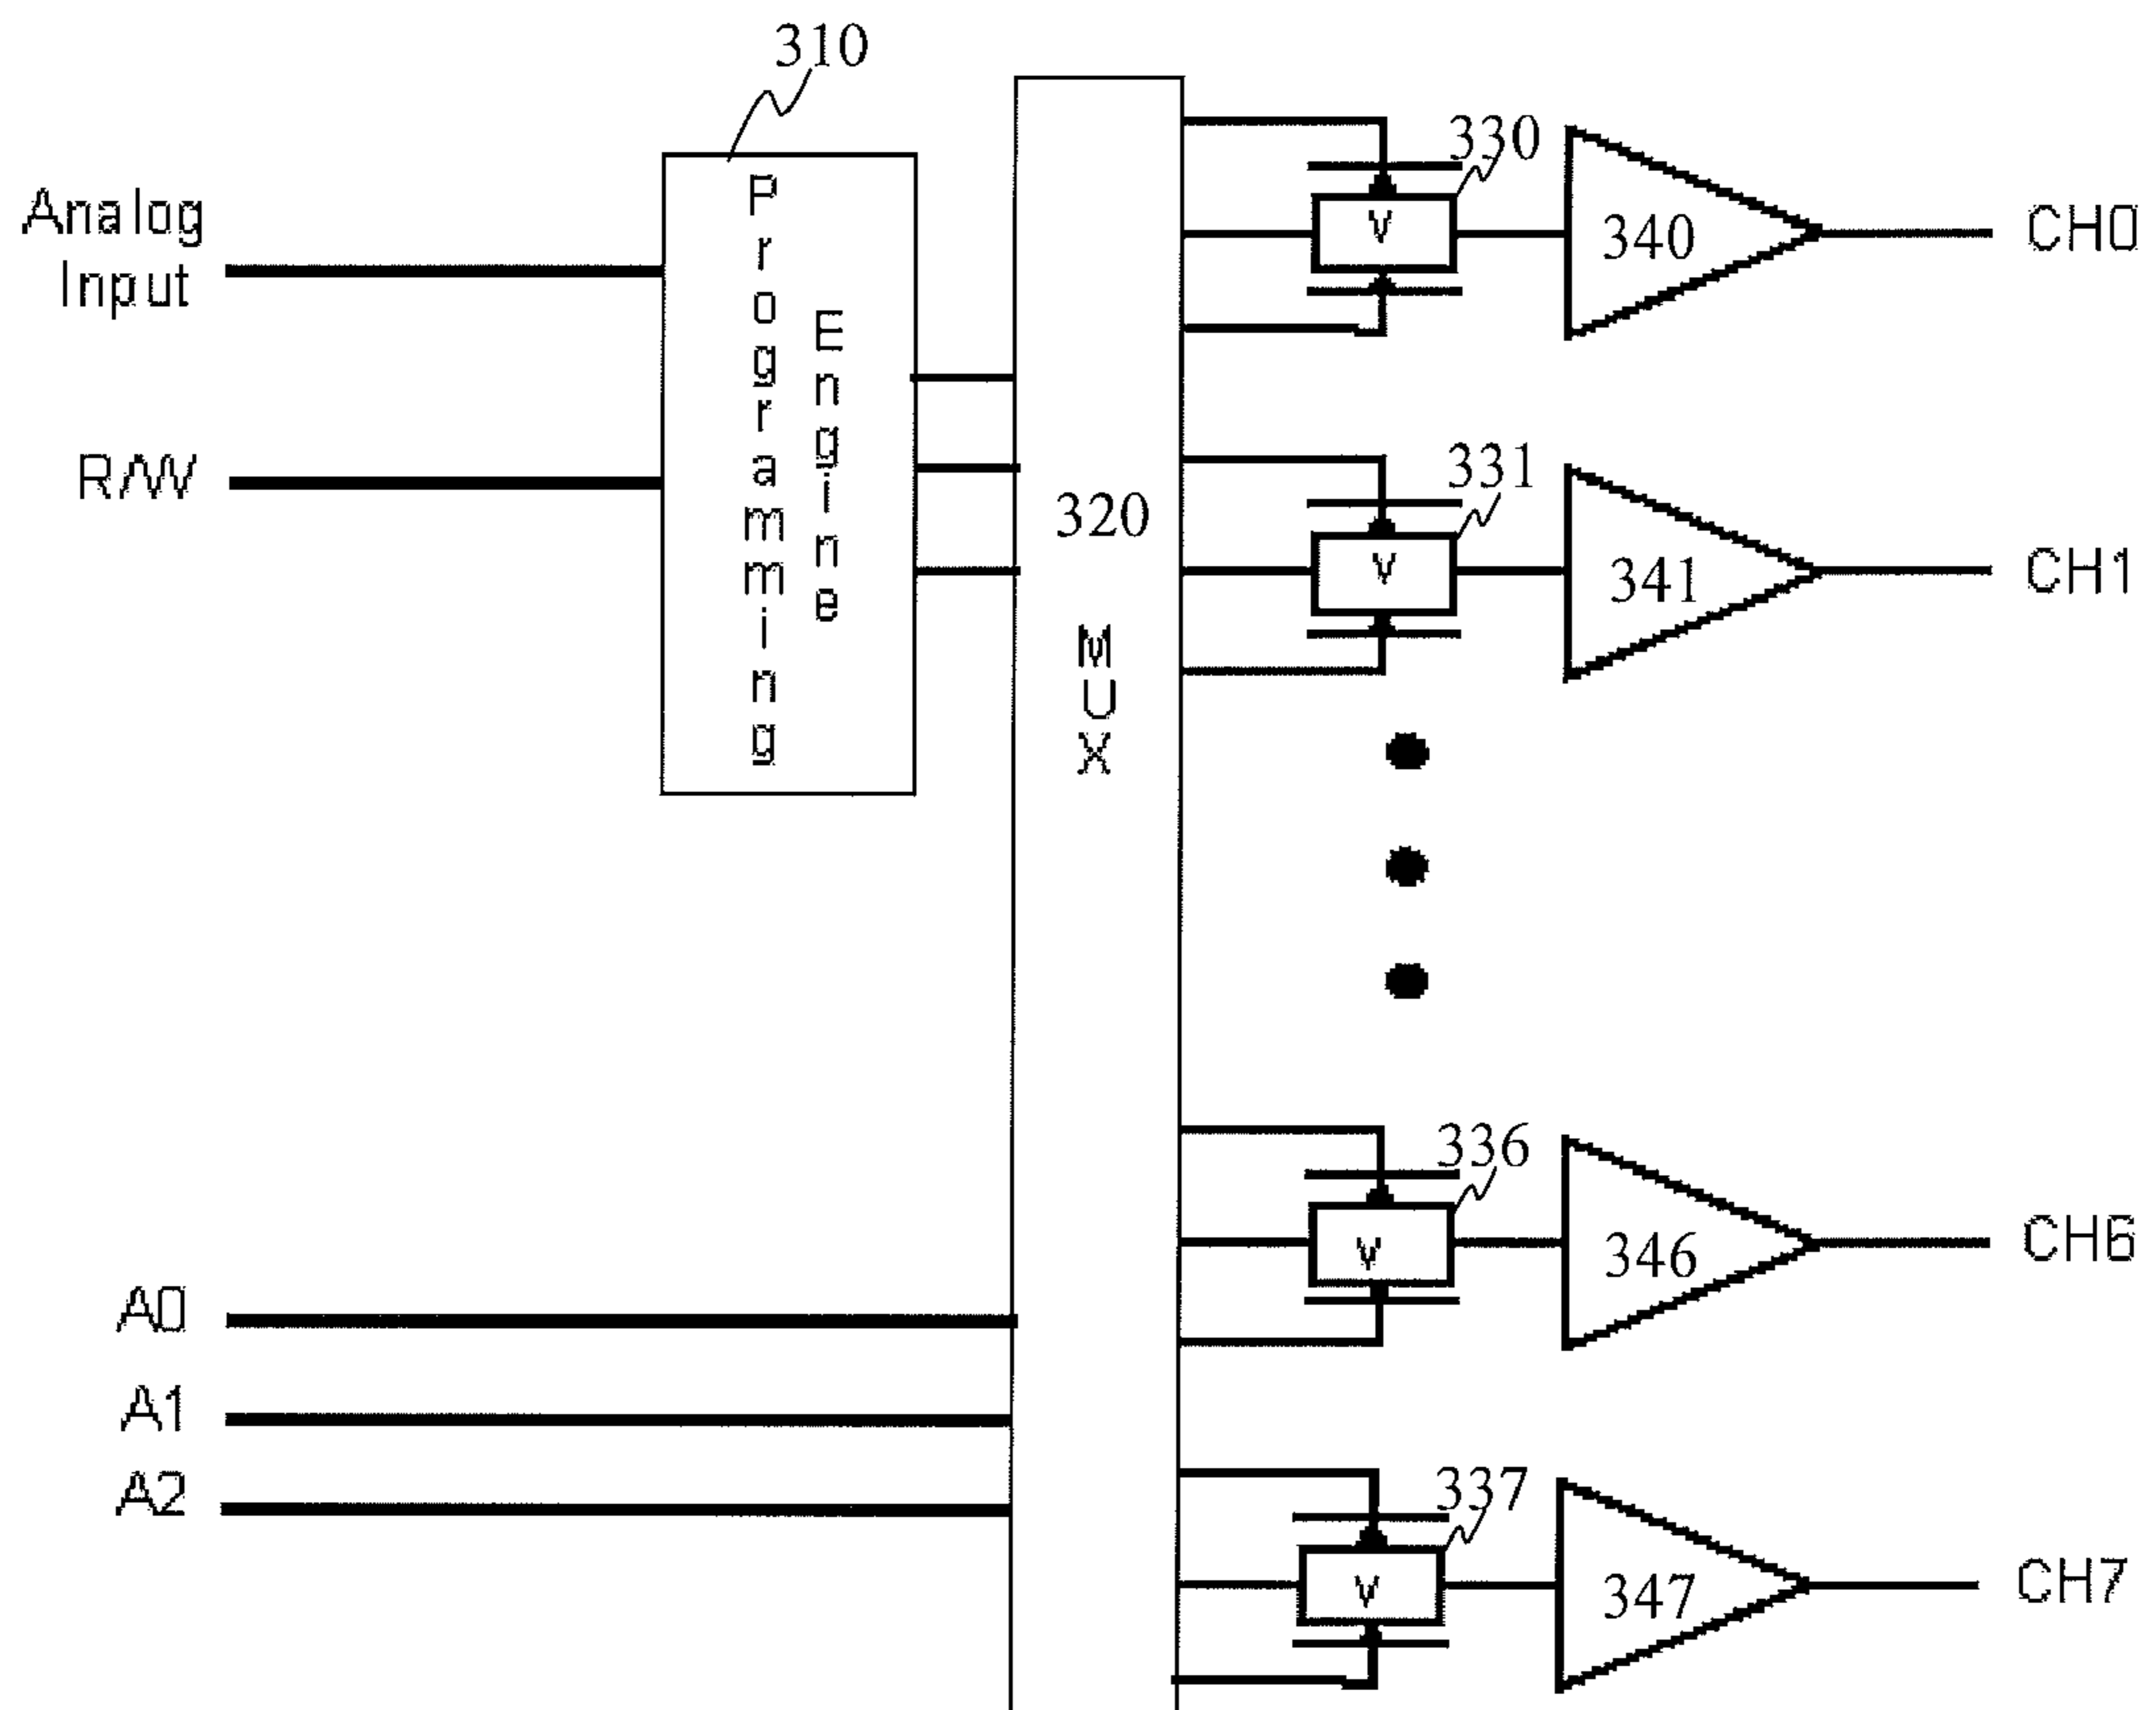 310
Analog
Input
R/W
Programming
Engine
320
MUX
330
V
340
CH0
331
V
341
CH1
336
V
346
CH6
A0
A1
A2
337
V
347
CH7